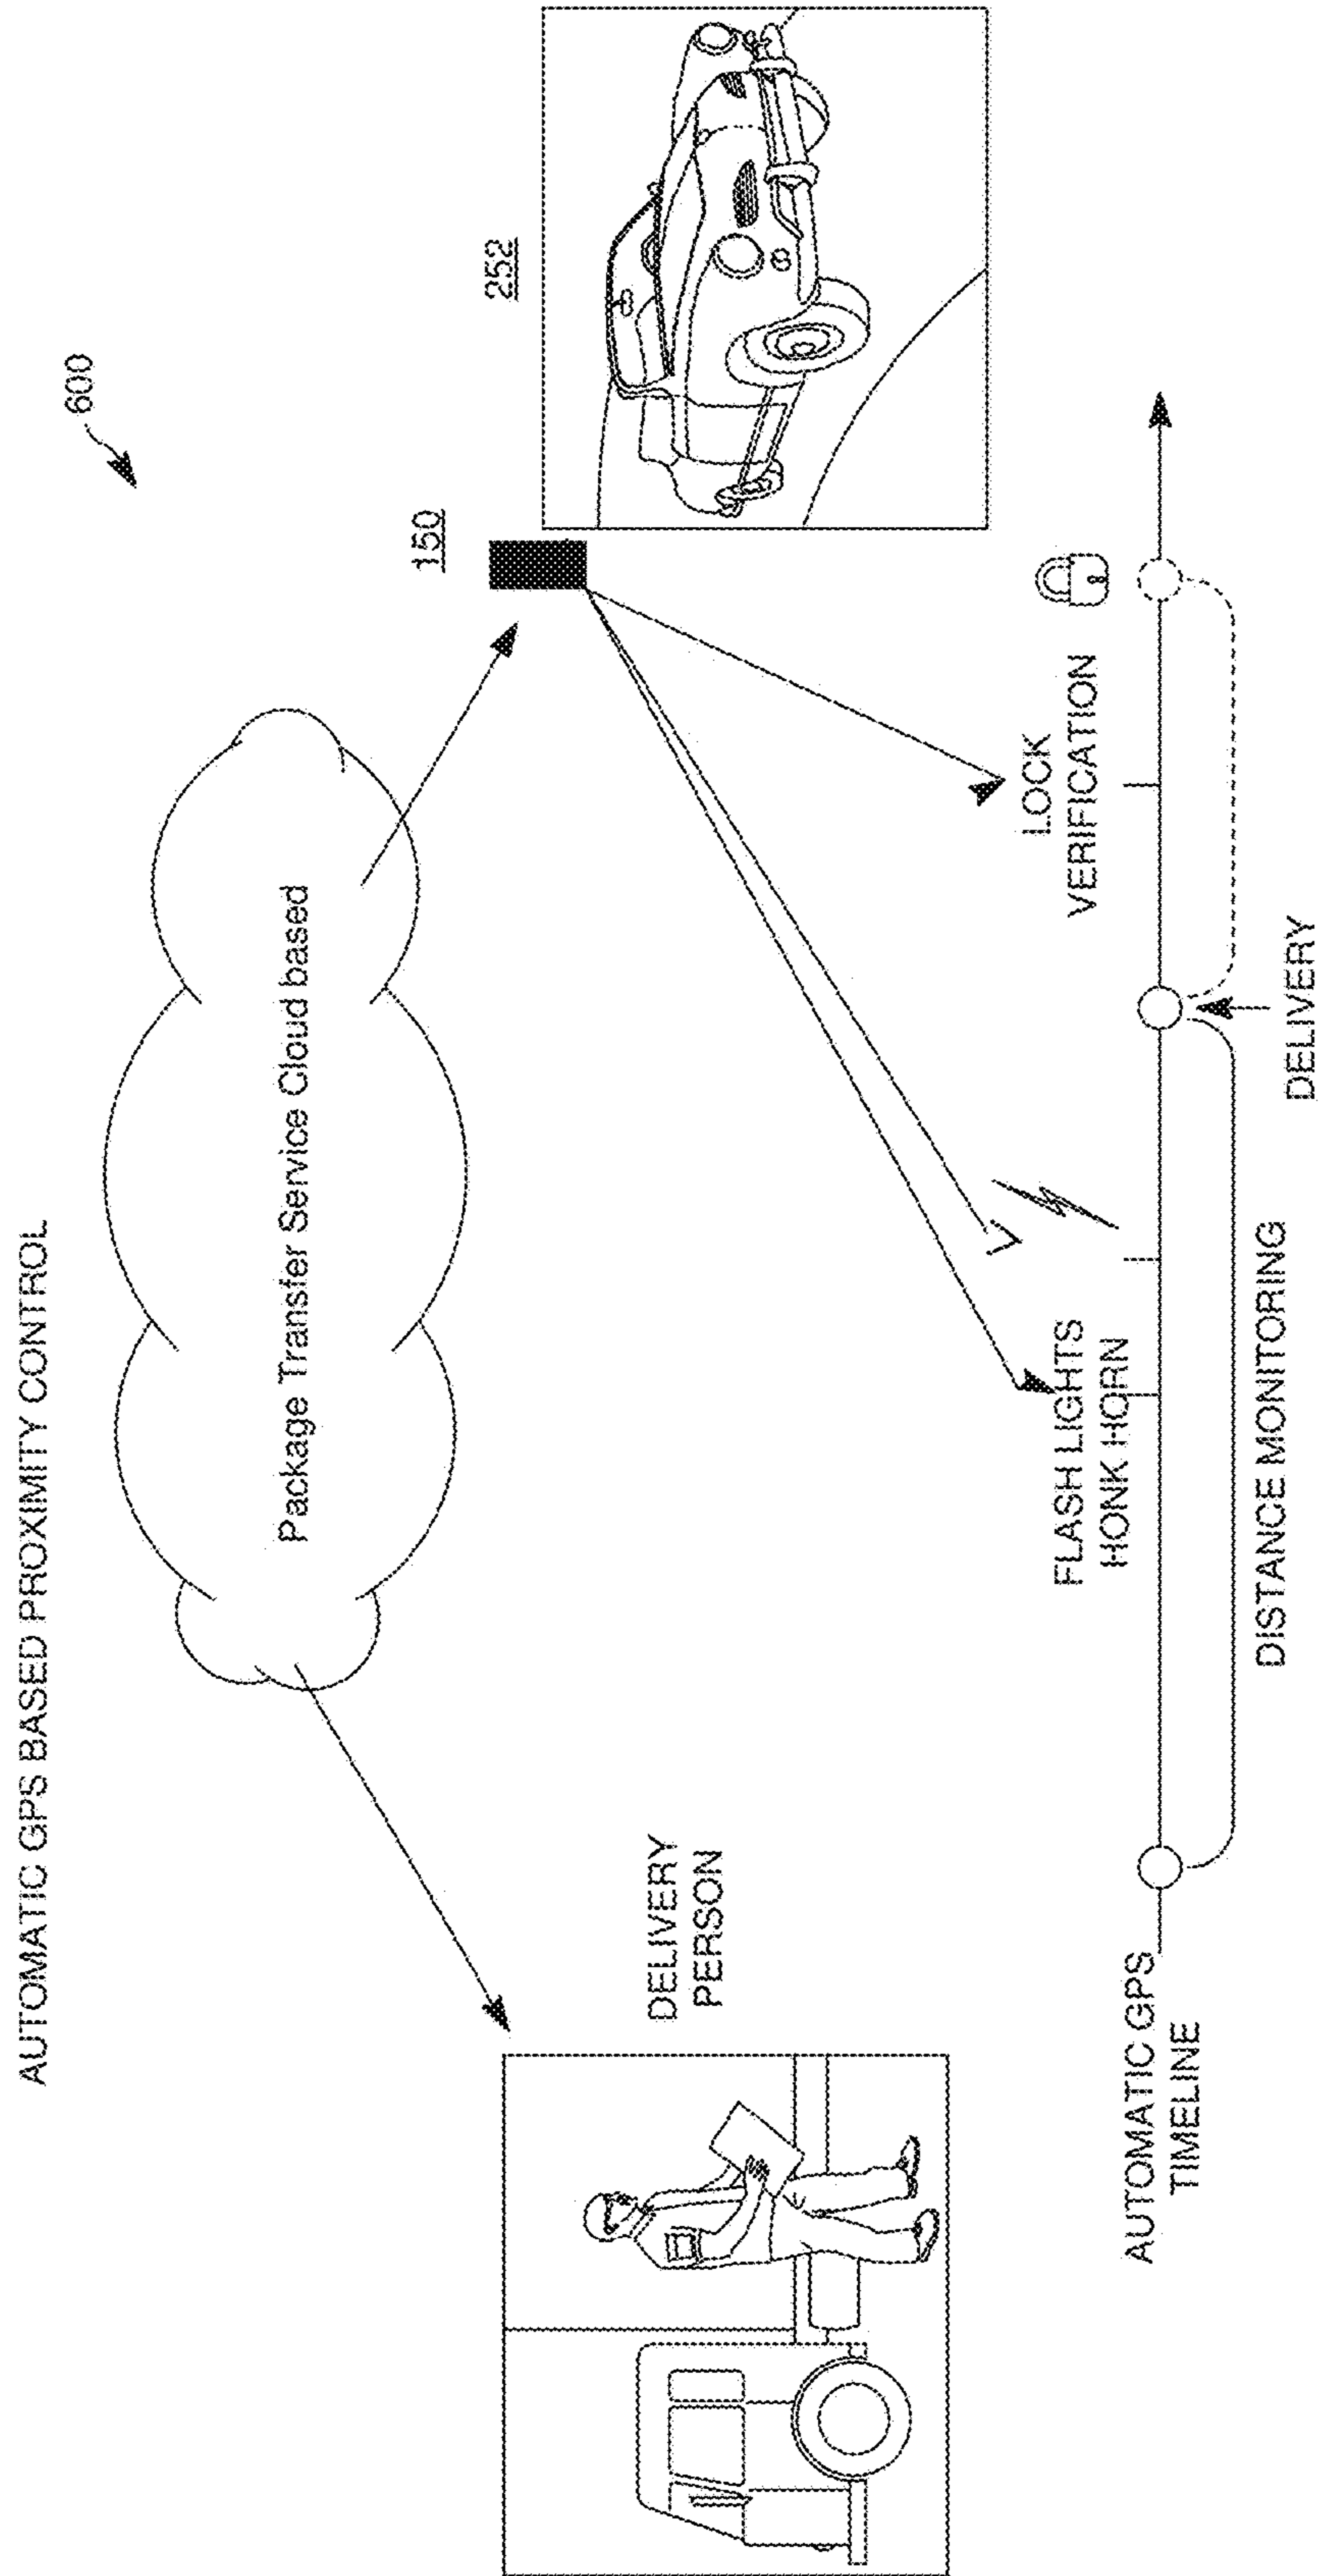 AUTOMATIC GPS BASED PROXIMITY CONTROL
600
Package Transfer Service Cloud based
150
252
DELIVERY
PERSON
FLASH LIGHTS
HONK HORN
LOCK
VERIFICATION
AUTOMATIC GPS
TIMELINE
DISTANCE MONITORING
DELIVERY